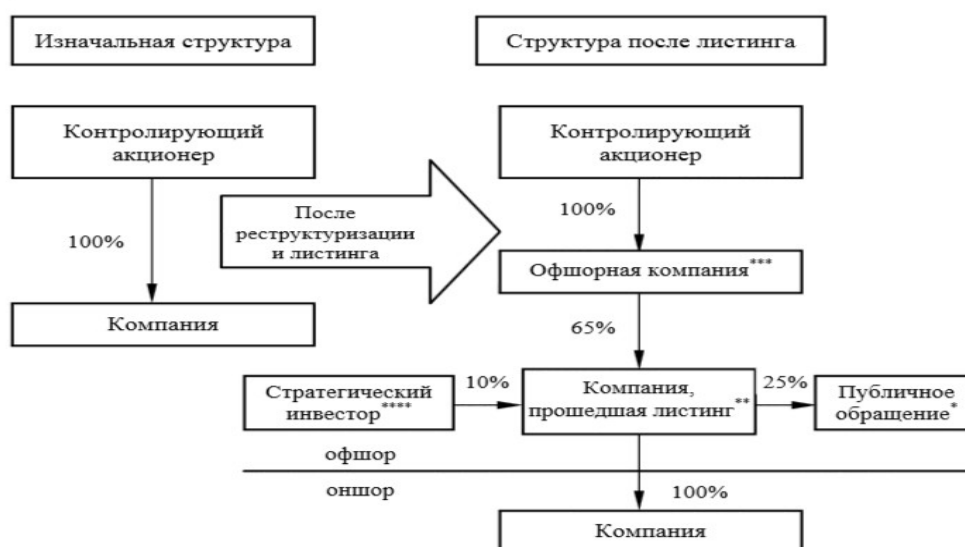 Изначальная структура
Структура после листинга
Контролирующий
акционер
Контролирующий
акционер
100%
После
реструктуризации
и листинга
100%
Офшорная компания***
Компания
65%
Стратегический
инвестор****
10%
Компания,
прошедшая листинг**
25%
Публичное
обращение*
офшор
оншор
100%
Компания